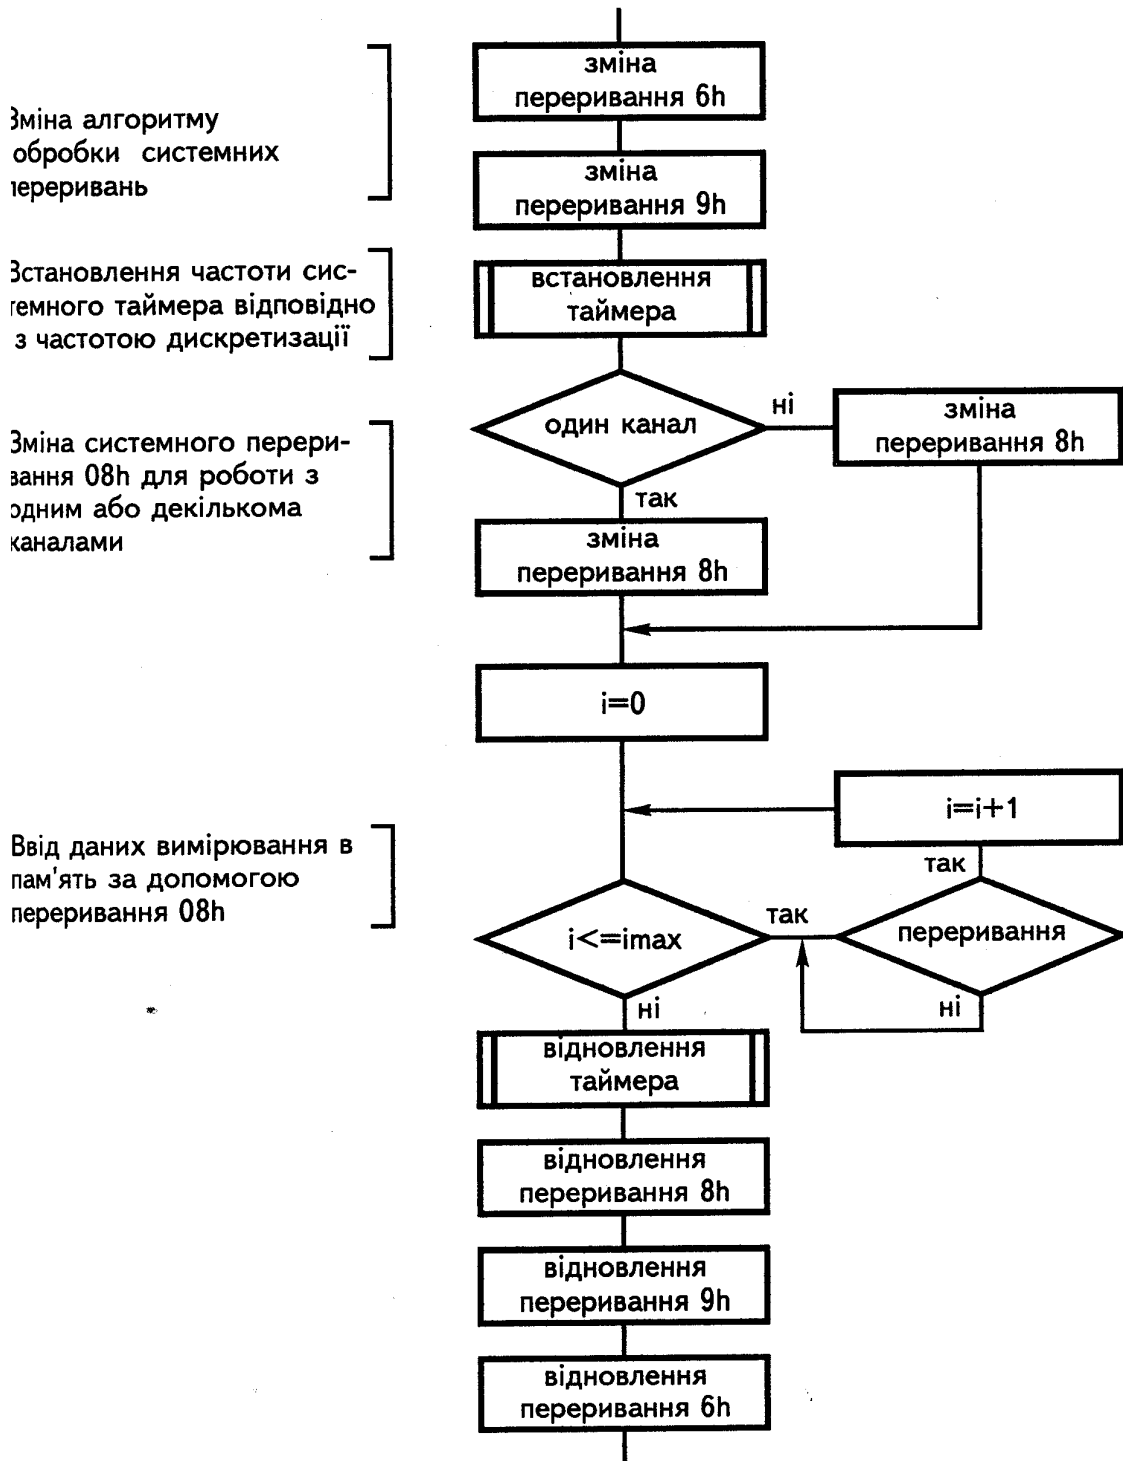 зміна
переривання 6h
Зміна алгоритму
обробки системних
переривань
зміна
переривання 9h
Встановлення частоти сис-
темного таймера відповідно
з частотою дискретизації
встановлення
таймера
один канал
ні
зміна
переривання 8h
Зміна системного перери-
вання 08h для роботи з
одним або декількома
каналами
так
зміна
переривання 8h
i=0
i=i+1
Ввід даних вимірювання в
пам'ять за допомогою
переривання 08h
так
i<=imax
так
переривання
ні
ні
відновлення
таймера
відновлення
переривання 8h
відновлення
переривання 9h
відновлення
переривання 6h